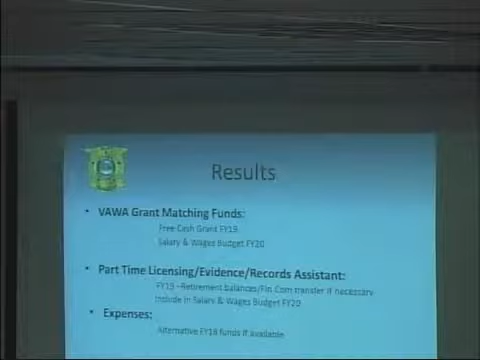 Results
• VAWA Grant Matching Funds:
Free Cash Grant FY19
Salary & Wages Budget FY20
• Part Time Licensing/Evidence/Records Assistant:
FY19 -Retirement balances/Fin Com transfer if necessary
Include in Salary & Wages Budget FY20
• Expenses:
Alternative FY18 funds if available